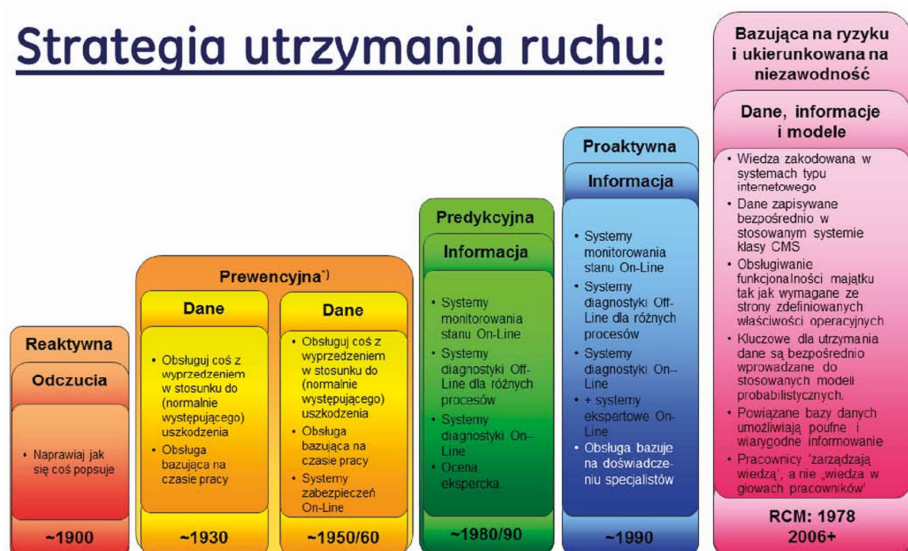 Strategia utrzymania ruchu:
Reaktywna
Odczucia
• Naprawiaj jak
się coś popsuje
~1900
Prewencyjna*)
Dane
• Obsługuj coś z
wyprzedzeniem
w stosunku do
(normalnie
występującego)
uszkodzenia
• Obsługa
bazująca na
czasie pracy
~1930
Dane
• Obsługuj coś z
wyprzedzeniem
w stosunku do
(normalnie
występującego)
uszkodzenia
• Obsługa
bazująca na
czasie pracy
• Systemy
zabezpieczeń
On-Line
~1950/60
Predykcyjna
Informacja
• Systemy
monitorowania
stanu On-Line
• Systemy
diagnostyki Off-
Line dla różnych
procesów
• Systemy
diagnostyki On--
Line
• Ocena
ekspercka
~1980/90
Proaktywna
Informacja
• Systemy
monitorowania
stanu On-Line
• Systemy
diagnostyki Off-
Line dla różnych
procesów
• Systemy
diagnostyki On--
Line
• + systemy
ekspertowe On-
Line
• Obsługa bazuje
na doświadcze-
niu specjalistów
~1990
Bazująca na ryzyku
i ukierunkowana na
niezawodność
Dane, informacje
i modele
• Wiedza zakodowana w
systemach typu
internetowego
• Dane zapisywane
bezpośrednio w
stosowanym systemie
klasy CMS
• Obsługiwanie
funkcjonalności majątku
tak jak wymagane ze
strony zdefiniowanych
właściwości operacyjnych
• Kluczowe dla utrzymania
dane są bezpośrednio
wprowadzane do
stosowanych modeli
probabilistycznych.
• Powiązane bazy danych
umożliwiają poufne i
wiarygodne informowanie
• Pracownicy 'zarządzają
wiedzą', a nie „wiedza w
głowach pracowników'
RCM: 1978
2006+